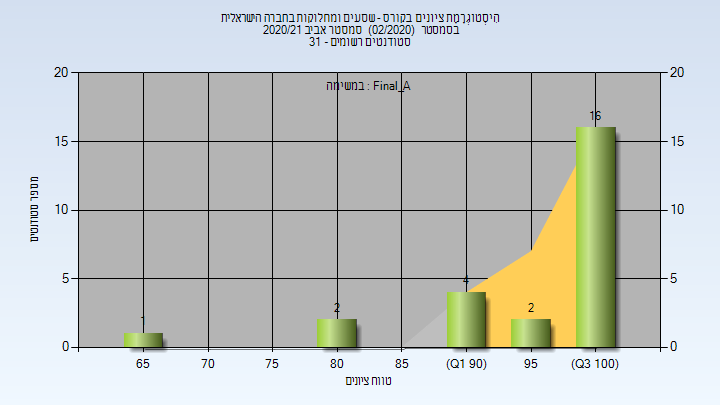 היסטוגרמת ציונים בקורס - שסעים ומחלוקות בחברה הישראלית
בסמסטר (02/2020) סמסטר אביב 2020/21
סטודנטים רשומים - 31
במשימה : Final_A
מספר סטודנטים
20
15
10
5
0
20
15
10
5
0
1
2
4
2
16
65
70
75
80
85
(Q1 90)
95
(Q3 100)
טווח ציונים